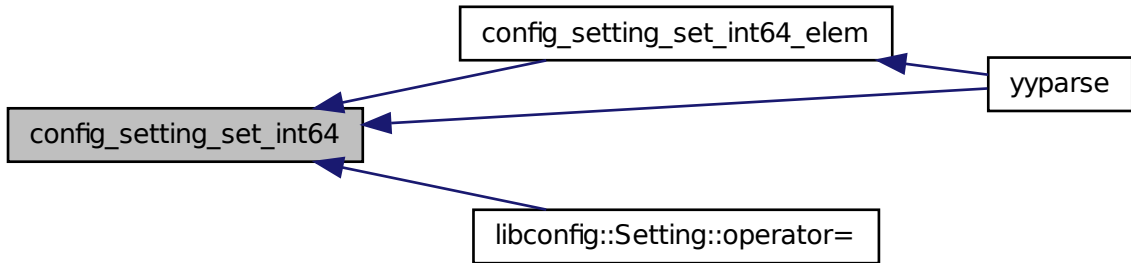 config_setting_set_int64_elem
yyparse
config_setting_set_int64
libconfig::Setting::operator=